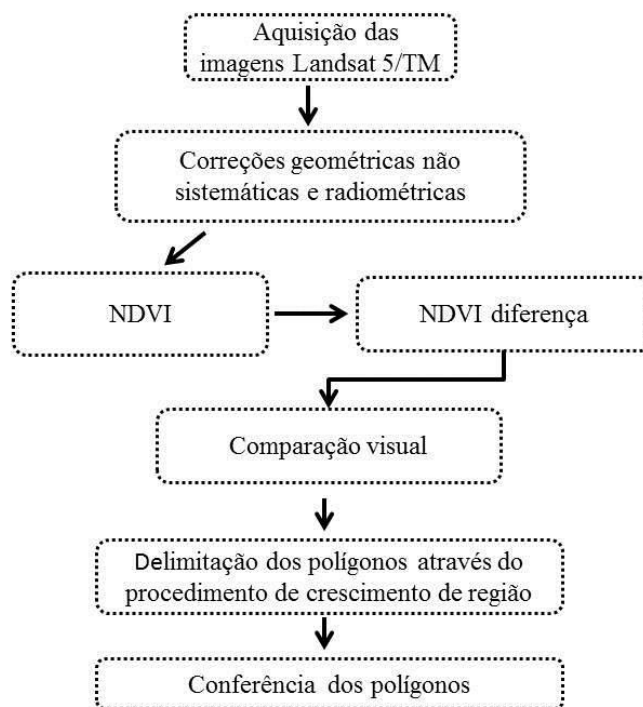 Aquisição das
imagens Landsat 5/TM
Correções geométricas não
sistemáticas e radiométricas
NDVI
NDVI diferença
Comparação visual
Delimitação dos polígonos através do
procedimento de crescimento de região
Conferência dos polígonos